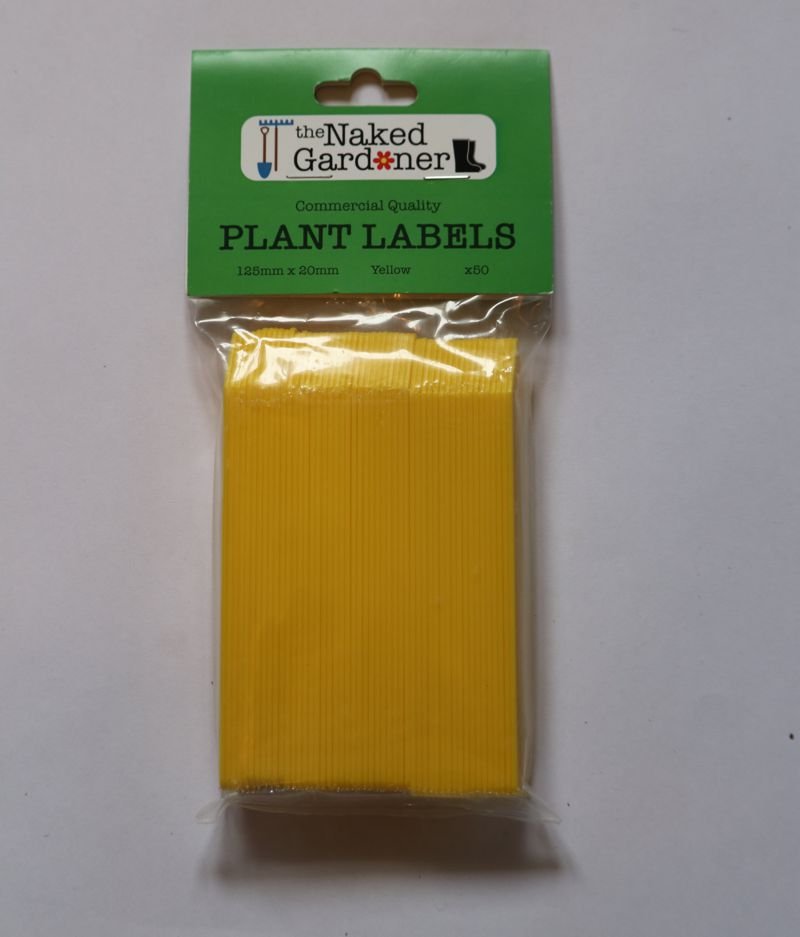 the Naked
Gardener
Commercial Quality
PLANT LABELS
125mm x 20mm Yellow x50